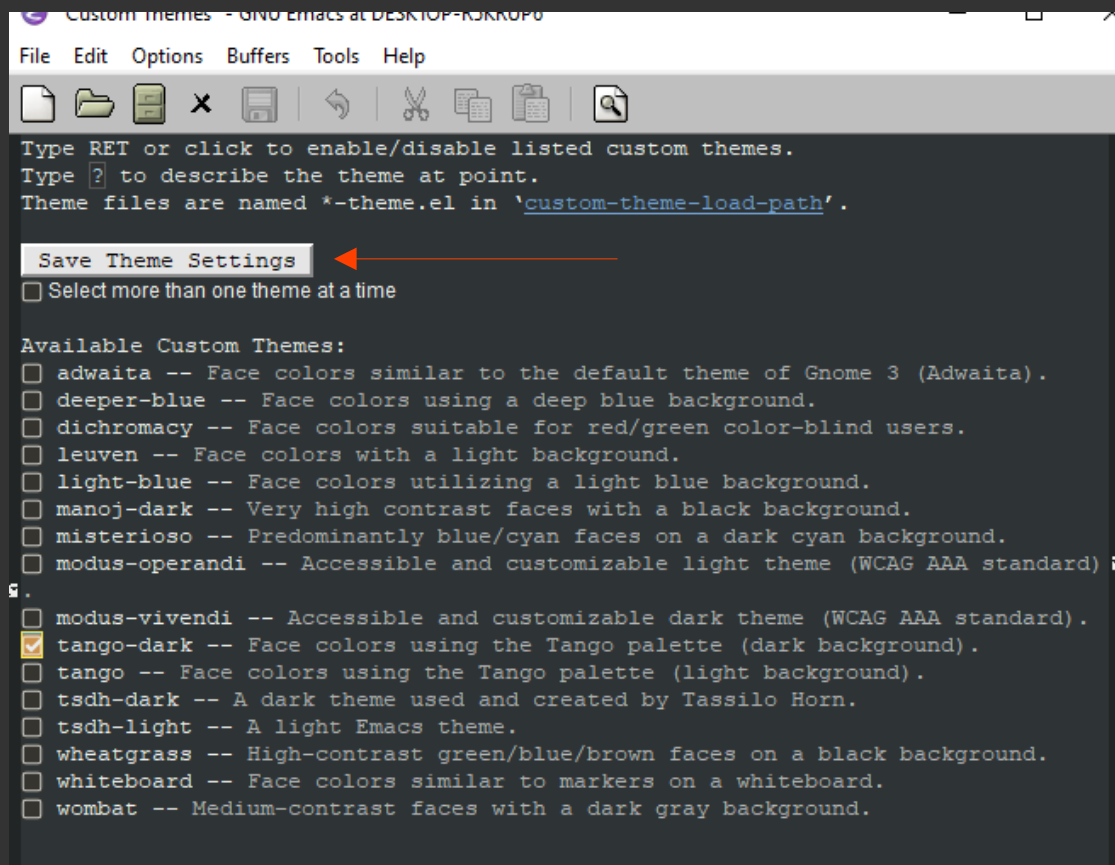 Custom Themes - GNU Emacs at DESKTOP-R5KR0P6
File Edit Options Buffers Tools Help
Type RET or click to enable/disable listed custom themes.
Type ? to describe the theme at point.
Theme files are named *-theme.el in ‘custom-theme-load-path’.
Save Theme Settings
Select more than one theme at a time
Available Custom Themes:
adwaita -- Face colors similar to the default theme of Gnome 3 (Adwaita).
deeper-blue -- Face colors using a deep blue background.
dichromacy -- Face colors suitable for red/green color-blind users.
leuven -- Face colors with a light background.
light-blue -- Face colors utilizing a light blue background.
manoj-dark -- Very high contrast faces with a black background.
misterioso -- Predominantly blue/cyan faces on a dark cyan background.
modus-operandi -- Accessible and customizable light theme (WCAG AAA standard)
.
modus-vivendi -- Accessible and customizable dark theme (WCAG AAA standard).
tango-dark -- Face colors using the Tango palette (dark background).
tango -- Face colors using the Tango palette (light background).
tsdh-dark -- A dark theme used and created by Tassilo Horn.
tsdh-light -- A light Emacs theme.
wheatgrass -- High-contrast green/blue/brown faces on a black background.
whiteboard -- Face colors similar to markers on a whiteboard.
wombat -- Medium-contrast faces with a dark gray background.